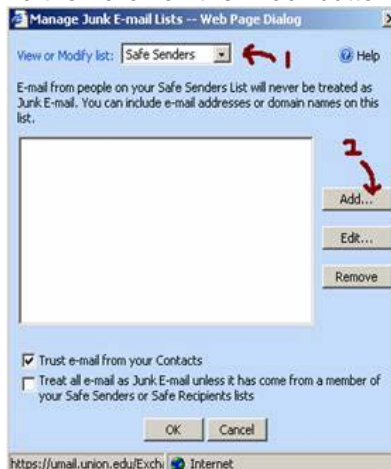 Manage Junk E-mail Lists -- Web Page Dialog
View or Modify list: Safe Senders 1 Help
E-mail from people on your Safe Senders List will never be treated as
Junk E-mail. You can include e-mail addresses or domain names on this
list.
2
Add...
Edit...
Remove
Trust e-mail from your Contacts
Treat all e-mail as Junk E-mail unless it has come from a member of
your Safe Senders or Safe Recipients lists
OK Cancel
https://umail.union.edu/Exch Internet